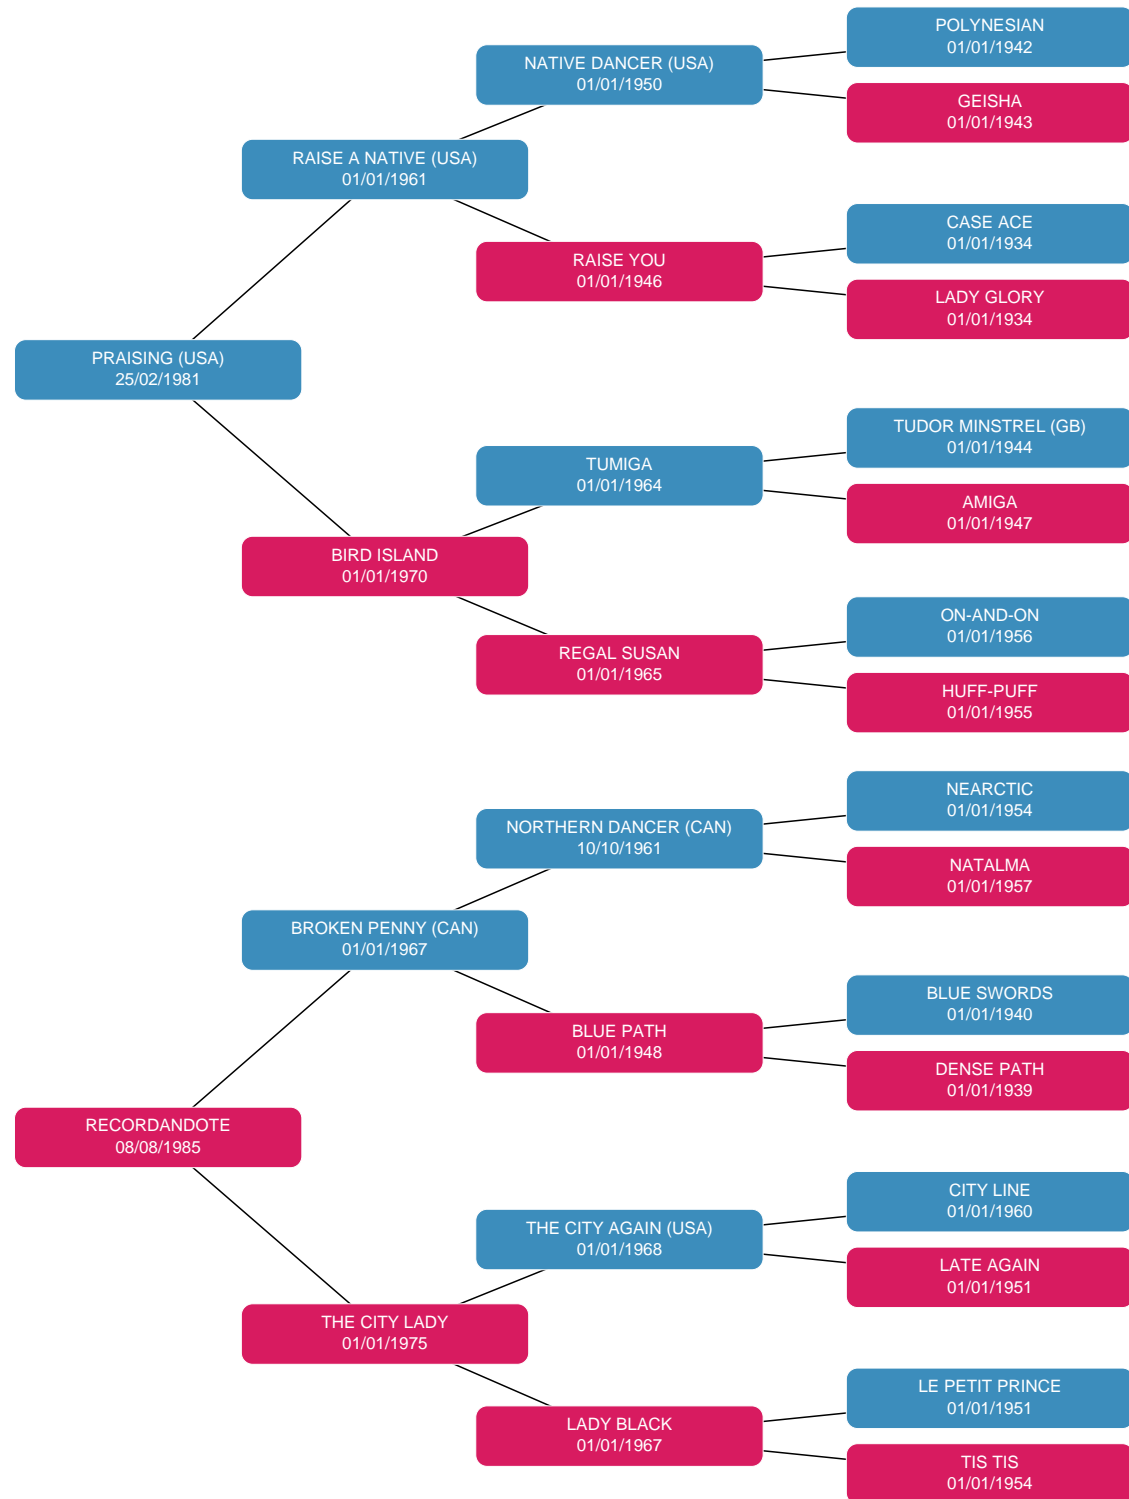 POLYNESIAN
01/01/1942
NATIVE DANCER (USA)
01/01/1950
GEISHA
01/01/1943
RAISE A NATIVE (USA)
01/01/1961
CASE ACE
01/01/1934
RAISE YOU
01/01/1946
LADY GLORY
01/01/1934
PRAISING (USA)
25/02/1981
TUDOR MINSTREL (GB)
01/01/1944
TUMIGA
01/01/1964
AMIGA
01/01/1947
BIRD ISLAND
01/01/1970
ON-AND-ON
01/01/1956
REGAL SUSAN
01/01/1965
HUFF-PUFF
01/01/1955
NEARCTIC
01/01/1954
NORTHERN DANCER (CAN)
10/10/1961
NATALMA
01/01/1957
BROKEN PENNY (CAN)
01/01/1967
BLUE SWORDS
01/01/1940
BLUE PATH
01/01/1948
DENSE PATH
01/01/1939
RECORDANDOTE
08/08/1985
CITY LINE
01/01/1960
THE CITY AGAIN (USA)
01/01/1968
LATE AGAIN
01/01/1951
THE CITY LADY
01/01/1975
LE PETIT PRINCE
01/01/1951
LADY BLACK
01/01/1967
TIS TIS
01/01/1954